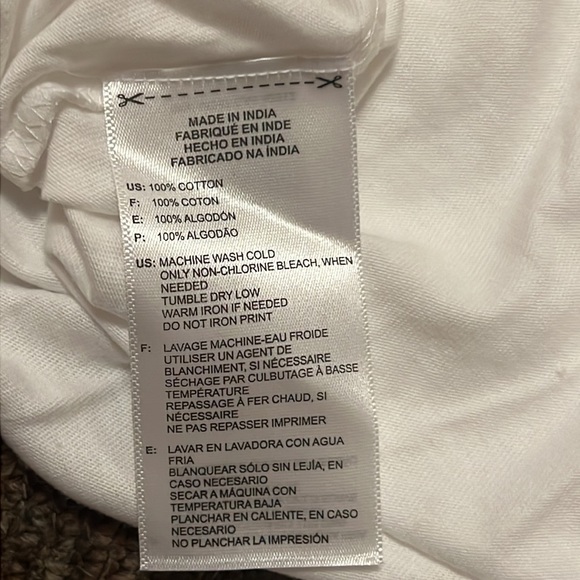 MADE IN INDIA
FABRIQUÉ EN INDE
HECHO EN INDIA
FABRICADO NA ÍNDIA
US: 100% COTTON
F: 100% COTON
E: 100% ALGODÓN
P: 100% ALGODÃO
US: MACHINE WASH COLD
ONLY NON-CHLORINE BLEACH, WHEN
NEEDED
TUMBLE DRY LOW
WARM IRON IF NEEDED
DO NOT IRON PRINT
F: LAVAGE MACHINE-EAU FROIDE
UTILISER UN AGENT DE
BLANCHIMENT, SI NÉCESSAIRE
SÉCHAGE PAR CULBUTAGE À BASSE
TEMPÉRATURE
REPASSAGE À FER CHAUD, SI
NÉCESSAIRE
NE PAS REPASSER IMPRIMER
E: LAVAR EN LAVADORA CON AGUA
FRIA
BLANQUEAR SÓLO SIN LEJÍA, EN
CASO NECESARIO
SECAR A MÁQUINA CON
TEMPERATURA BAJA
PLANCHAR EN CALIENTE, EN CASO
NECESARIO
NO PLANCHAR LA IMPRESIÓN